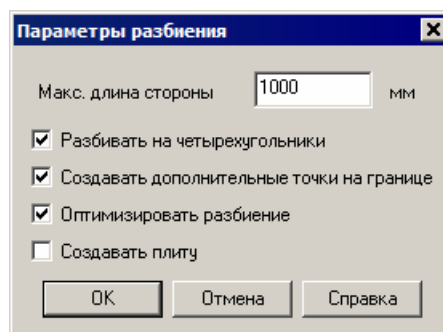 Параметры разбиения
Макс. длина стороны 1000 мм
Разбивать на четырехугольники
Создавать дополнительные точки на границе
Оптимизировать разбиение
Создавать плиту
OK Отмена Справка